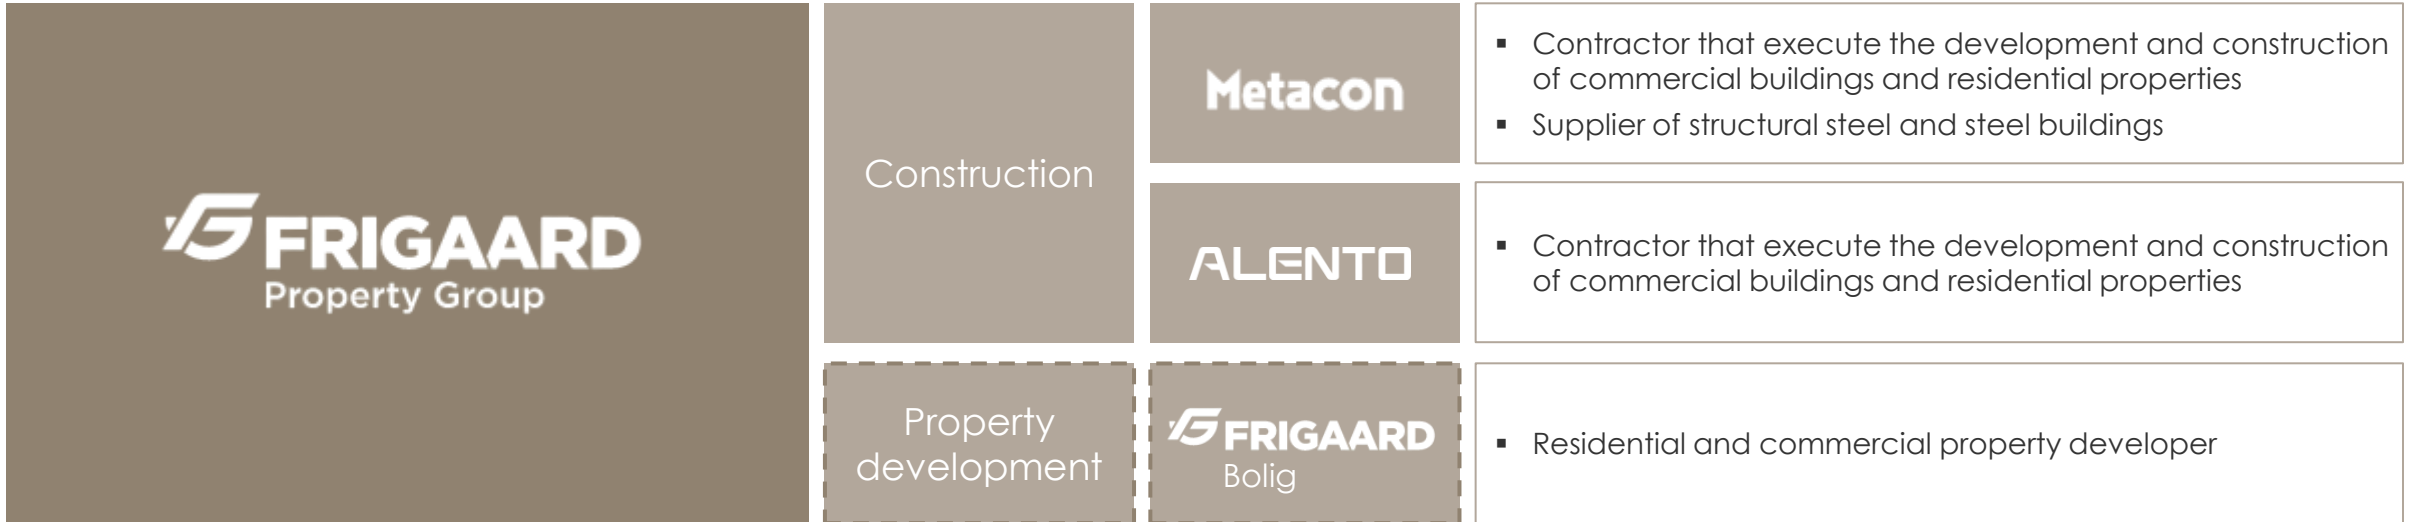 FRIGAARD
Property Group
Construction
Metacon
▪ Contractor that execute the development and construction
of commercial buildings and residential properties
▪ Supplier of structural steel and steel buildings
ALENTO
▪ Contractor that execute the development and construction
of commercial buildings and residential properties
Property
development
FRIGAARD
Bolig
▪ Residential and commercial property developer